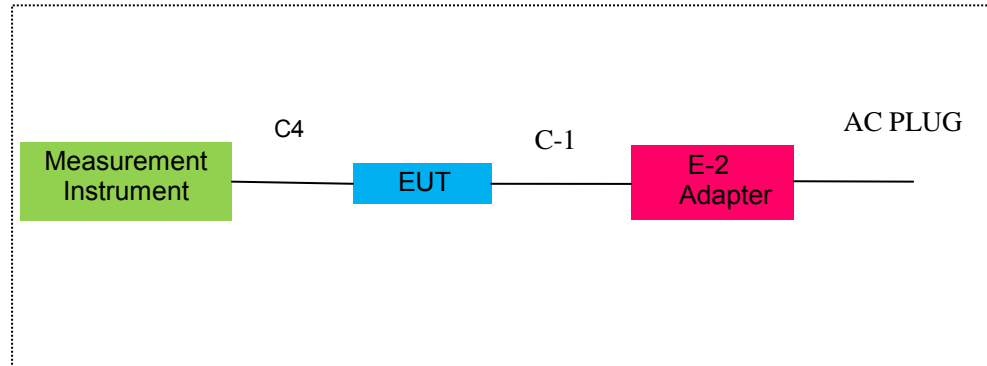 C4
C-1
AC PLUG
Measurement
Instrument
EUT
E-2
Adapter